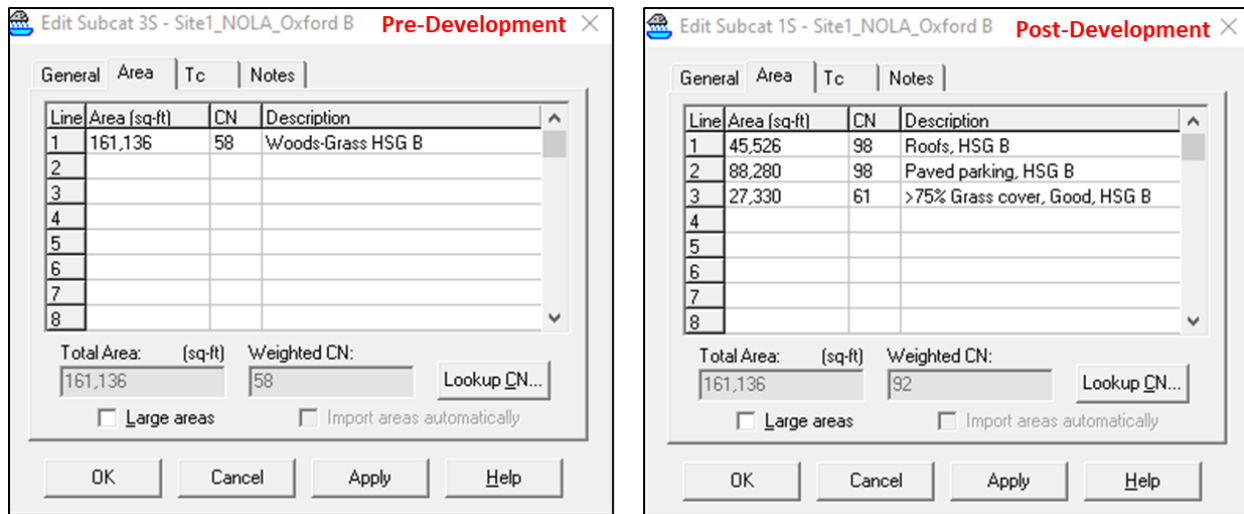 Edit Subcat 3S - Site1_NOLA_Oxford B Pre-Development
General Area Tc Notes
Line Area (sq-ft) CN Description
1 161,136 58 Woods-Grass HSG B
2
3
4
5
6
7
8
Total Area: (sq-ft) Weighted CN:
161,136 58 Lookup CN...
Large areas Import areas automatically
OK Cancel Apply Help
Edit Subcat 1S - Site1_NOLA_Oxford B Post-Development
General Area Tc Notes
Line Area (sq-ft) CN Description
1 45,526 98 Roofs, HSG B
2 88,280 98 Paved parking, HSG B
3 27,330 61 >75% Grass cover, Good, HSG B
4
5
6
7
8
Total Area: (sq-ft) Weighted CN:
161,136 92 Lookup CN...
Large areas Import areas automatically
OK Cancel Apply Help